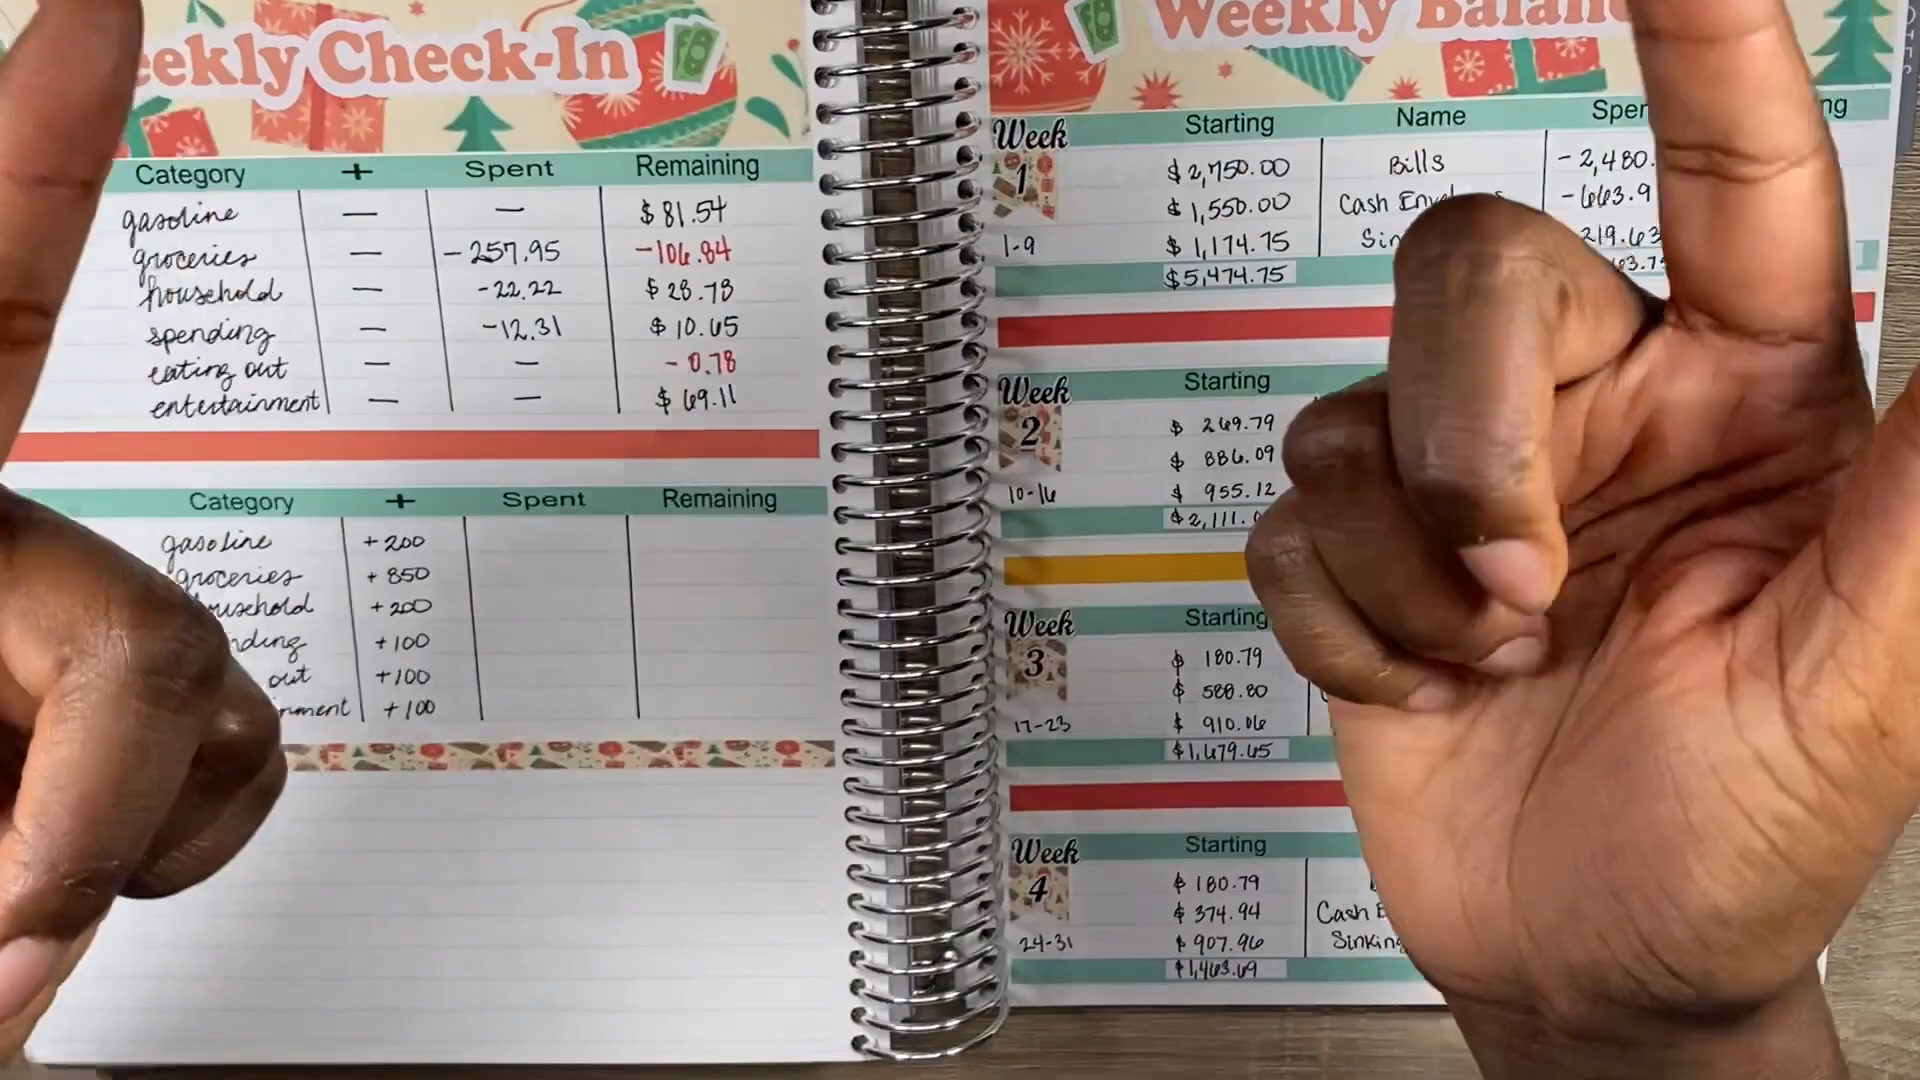 Check-In
Category + Spent Remaining
gasoline — — $81.54
groceries — -257.95 -106.84
household — -22.22 $28.78
spending — -12.31 $10.65
eating out — — -0.78
entertainment — — $69.11
Category + Spent Remaining
gasoline +200
groceries +850
+200
+100
out +100
+100
Weekly
Week Starting Name
1 $2,750.00 Bills -2,480.
$1,550.00 Cash -663.9
1-9 $1,174.75
$5,474.75
Week Starting
2 $269.79
$886.09
10-16 $955.12
$2,111.
Week Starting
3 $180.79
$588.80
17-23 $910.06
$1,679.65
Week Starting
4 $180.79
$374.94 Cash
24-31 $907.96
$1,463.69